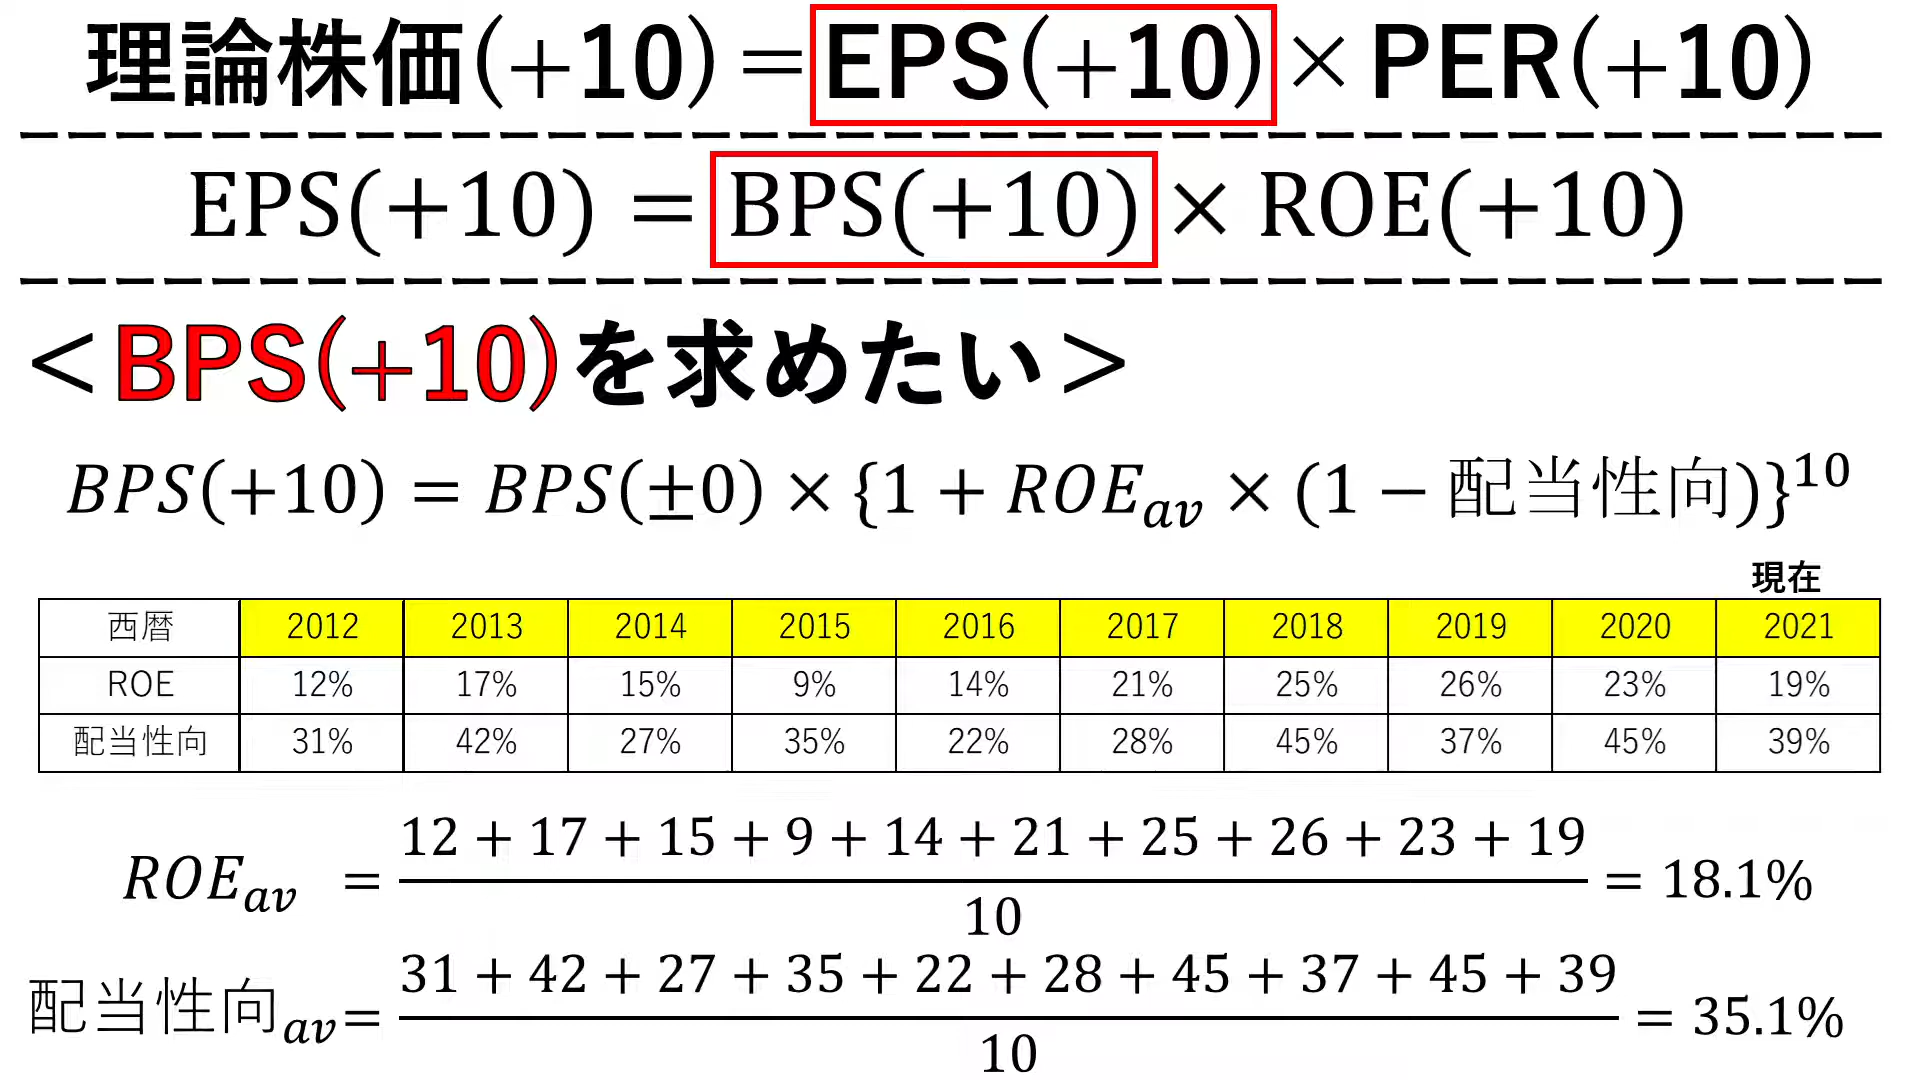 理論株価(+10)=EPS(+10)×PER(+10)
EPS(+10) = BPS(+10) × ROE(+10)
<BPS(+10)を求めたい>
BPS(+10) = BPS(±0) × {1 + ROE_av × (1 − 配当性向)}^10
現在
西暦 2012 2013 2014 2015 2016 2017 2018 2019 2020 2021
ROE 12% 17% 15% 9% 14% 21% 25% 26% 23% 19%
配当性向 31% 42% 27% 35% 22% 28% 45% 37% 45% 39%
12 + 17 + 15 + 9 + 14 + 21 + 25 + 26 + 23 + 19
ROE_av = = 18.1%
10
31 + 42 + 27 + 35 + 22 + 28 + 45 + 37 + 45 + 39
配当性向_av = = 35.1%
10